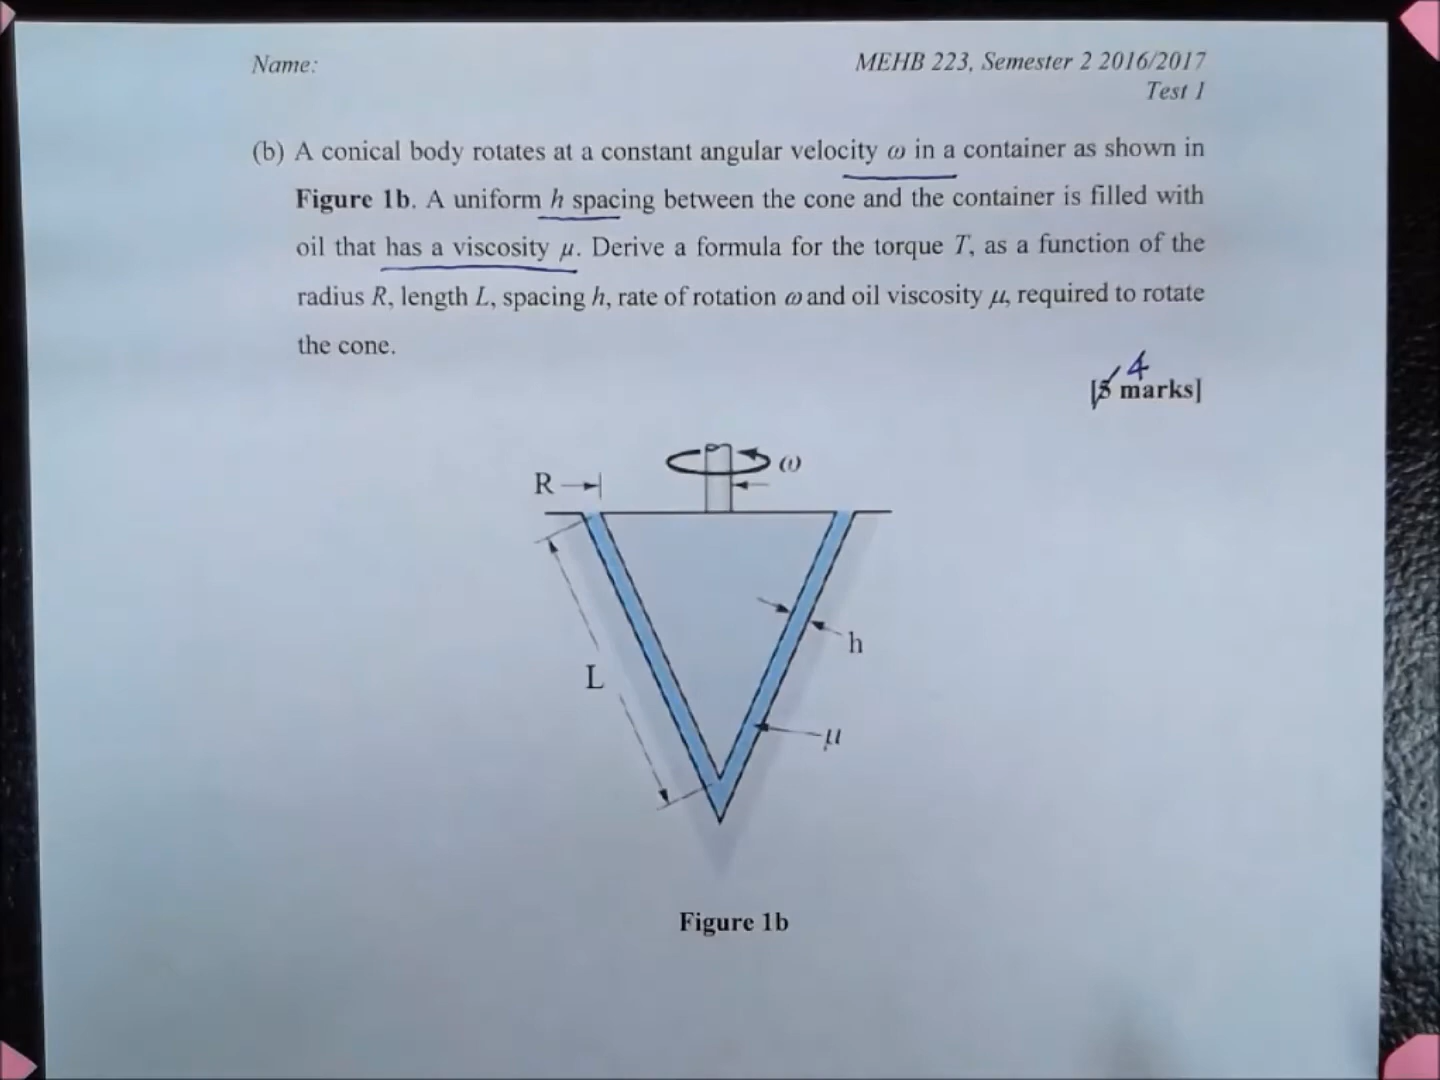 Name:
MEHB 223, Semester 2 2016/2017
Test 1
(b) A conical body rotates at a constant angular velocity ω in a container as shown in
Figure 1b. A uniform h spacing between the cone and the container is filled with
oil that has a viscosity μ. Derive a formula for the torque T, as a function of the
radius R, length L, spacing h, rate of rotation ω and oil viscosity μ, required to rotate
the cone.
4
[5 marks]
ω
R
h
L
μ
Figure 1b